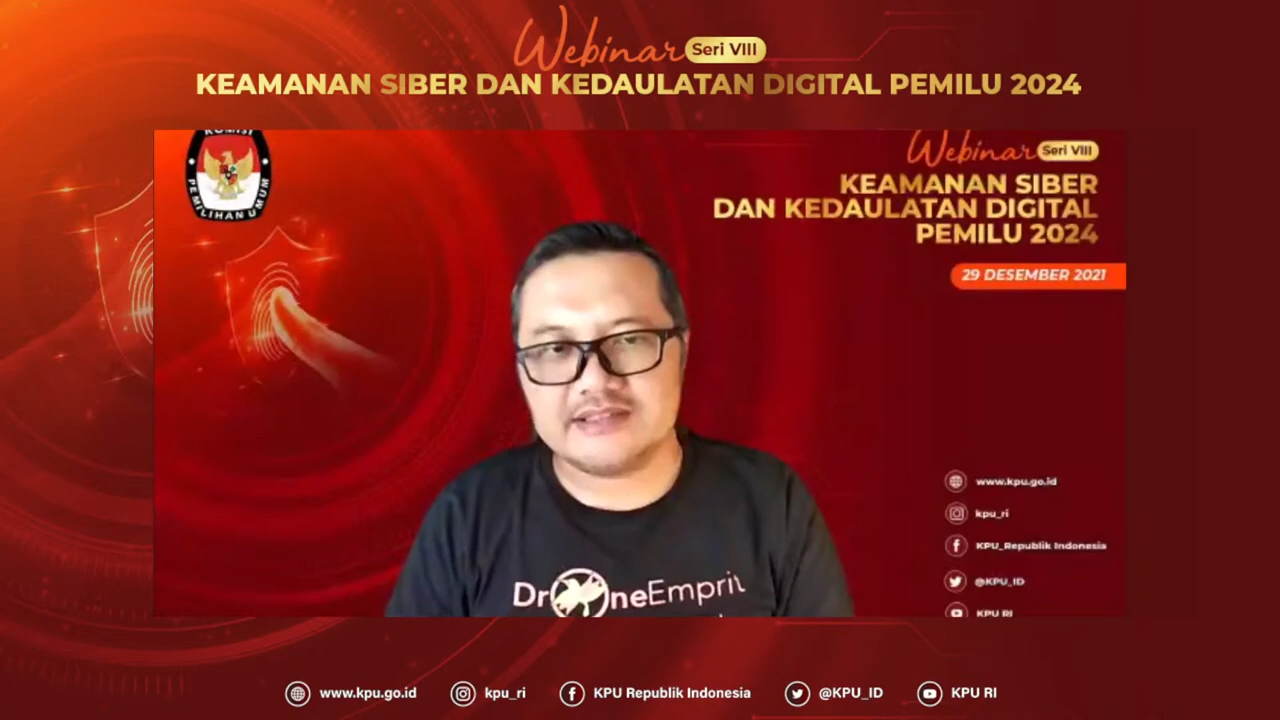 Webinar Seri VIII
KEAMANAN SIBER DAN KEDAULATAN DIGITAL PEMILU 2024
KOMISI
PEMILIHAN UMUM
Webinar Seri VIII
KEAMANAN SIBER
DAN KEDAULATAN DIGITAL
PEMILU 2024
29 DESEMBER 2021
www.kpu.go.id
kpu_ri
KPU_Republik Indonesia
@KPU_ID
KPU RI
DroneEmprit
www.kpu.go.id kpu_ri KPU Republik Indonesia @KPU_ID KPU RI